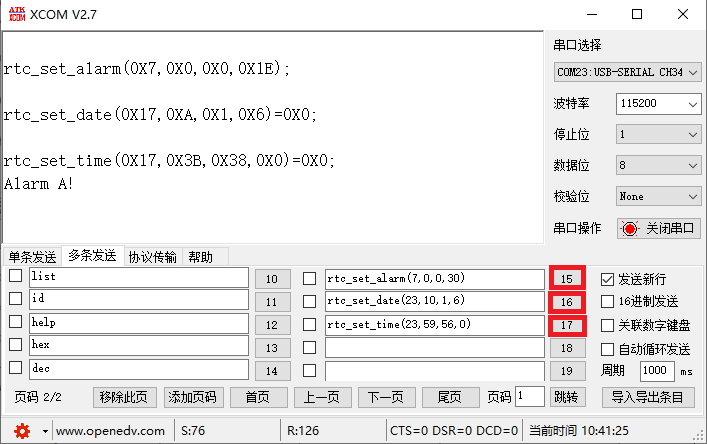 ATK XCOM XCOM V2.7
rtc_set_alarm(0X7,0X0,0X0,0X1E);
rtc_set_date(0X17,0XA,0X1,0X6)=0X0;
rtc_set_time(0X17,0X3B,0X38,0X0)=0X0;
Alarm A!
串口选择
COM23:USB-SERIAL CH34
波特率 115200
停止位 1
数据位 8
校验位 None
串口操作 关闭串口
单条发送 多条发送 协议传输 帮助
list 10 rtc_set_alarm(7,0,0,30) 15 发送新行
id 11 rtc_set_date(23,10,1,6) 16 16进制发送
help 12 rtc_set_time(23,59,56,0) 17 关联数字键盘
hex 13 18 自动循环发送
dec 14 19 周期 1000 ms
页码 2/2 移除此页 添加页码 首页 上一页 下一页 尾页 页码 1 跳转 导入导出条目
www.openedv.com S:76 R:126 CTS=0 DSR=0 DCD=0 当前时间 10:41:25